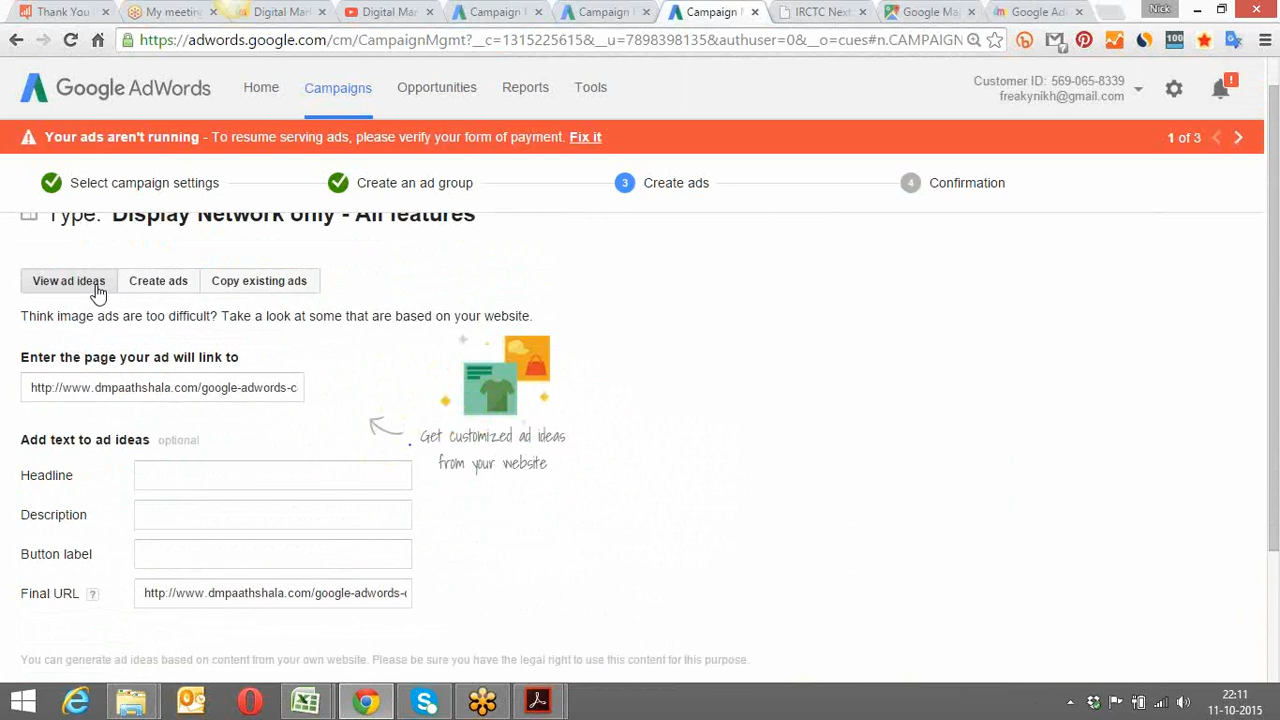 Thank You
My meeting
Digital Mar
Digital Mar
Campaign
Campaign
Campaign
IRCTC Next
Google Ma
Google Ad
Nick
https://adwords.google.com/cm/CampaignMgmt?__c=1315225615&__u=7898398135&authuser=0&__o=cues#n.CAMPAIGN
100
Google AdWords
Home
Campaigns
Opportunities
Reports
Tools
Customer ID: 569-065-8339
freakynikh@gmail.com
Your ads aren't running - To resume serving ads, please verify your form of payment. Fix it
1 of 3
Select campaign settings
Create an ad group
3 Create ads
4 Confirmation
Type: Display Network only - All features
View ad ideas
Create ads
Copy existing ads
Think image ads are too difficult? Take a look at some that are based on your website.
Enter the page your ad will link to
http://www.dmpaathshala.com/google-adwords-c
Add text to ad ideas optional
Get customized ad ideas
from your website
Headline
Description
Button label
Final URL ?
http://www.dmpaathshala.com/google-adwords-
You can generate ad ideas based on content from your own website. Please be sure you have the legal right to use this content for this purpose.
22:11
11-10-2015